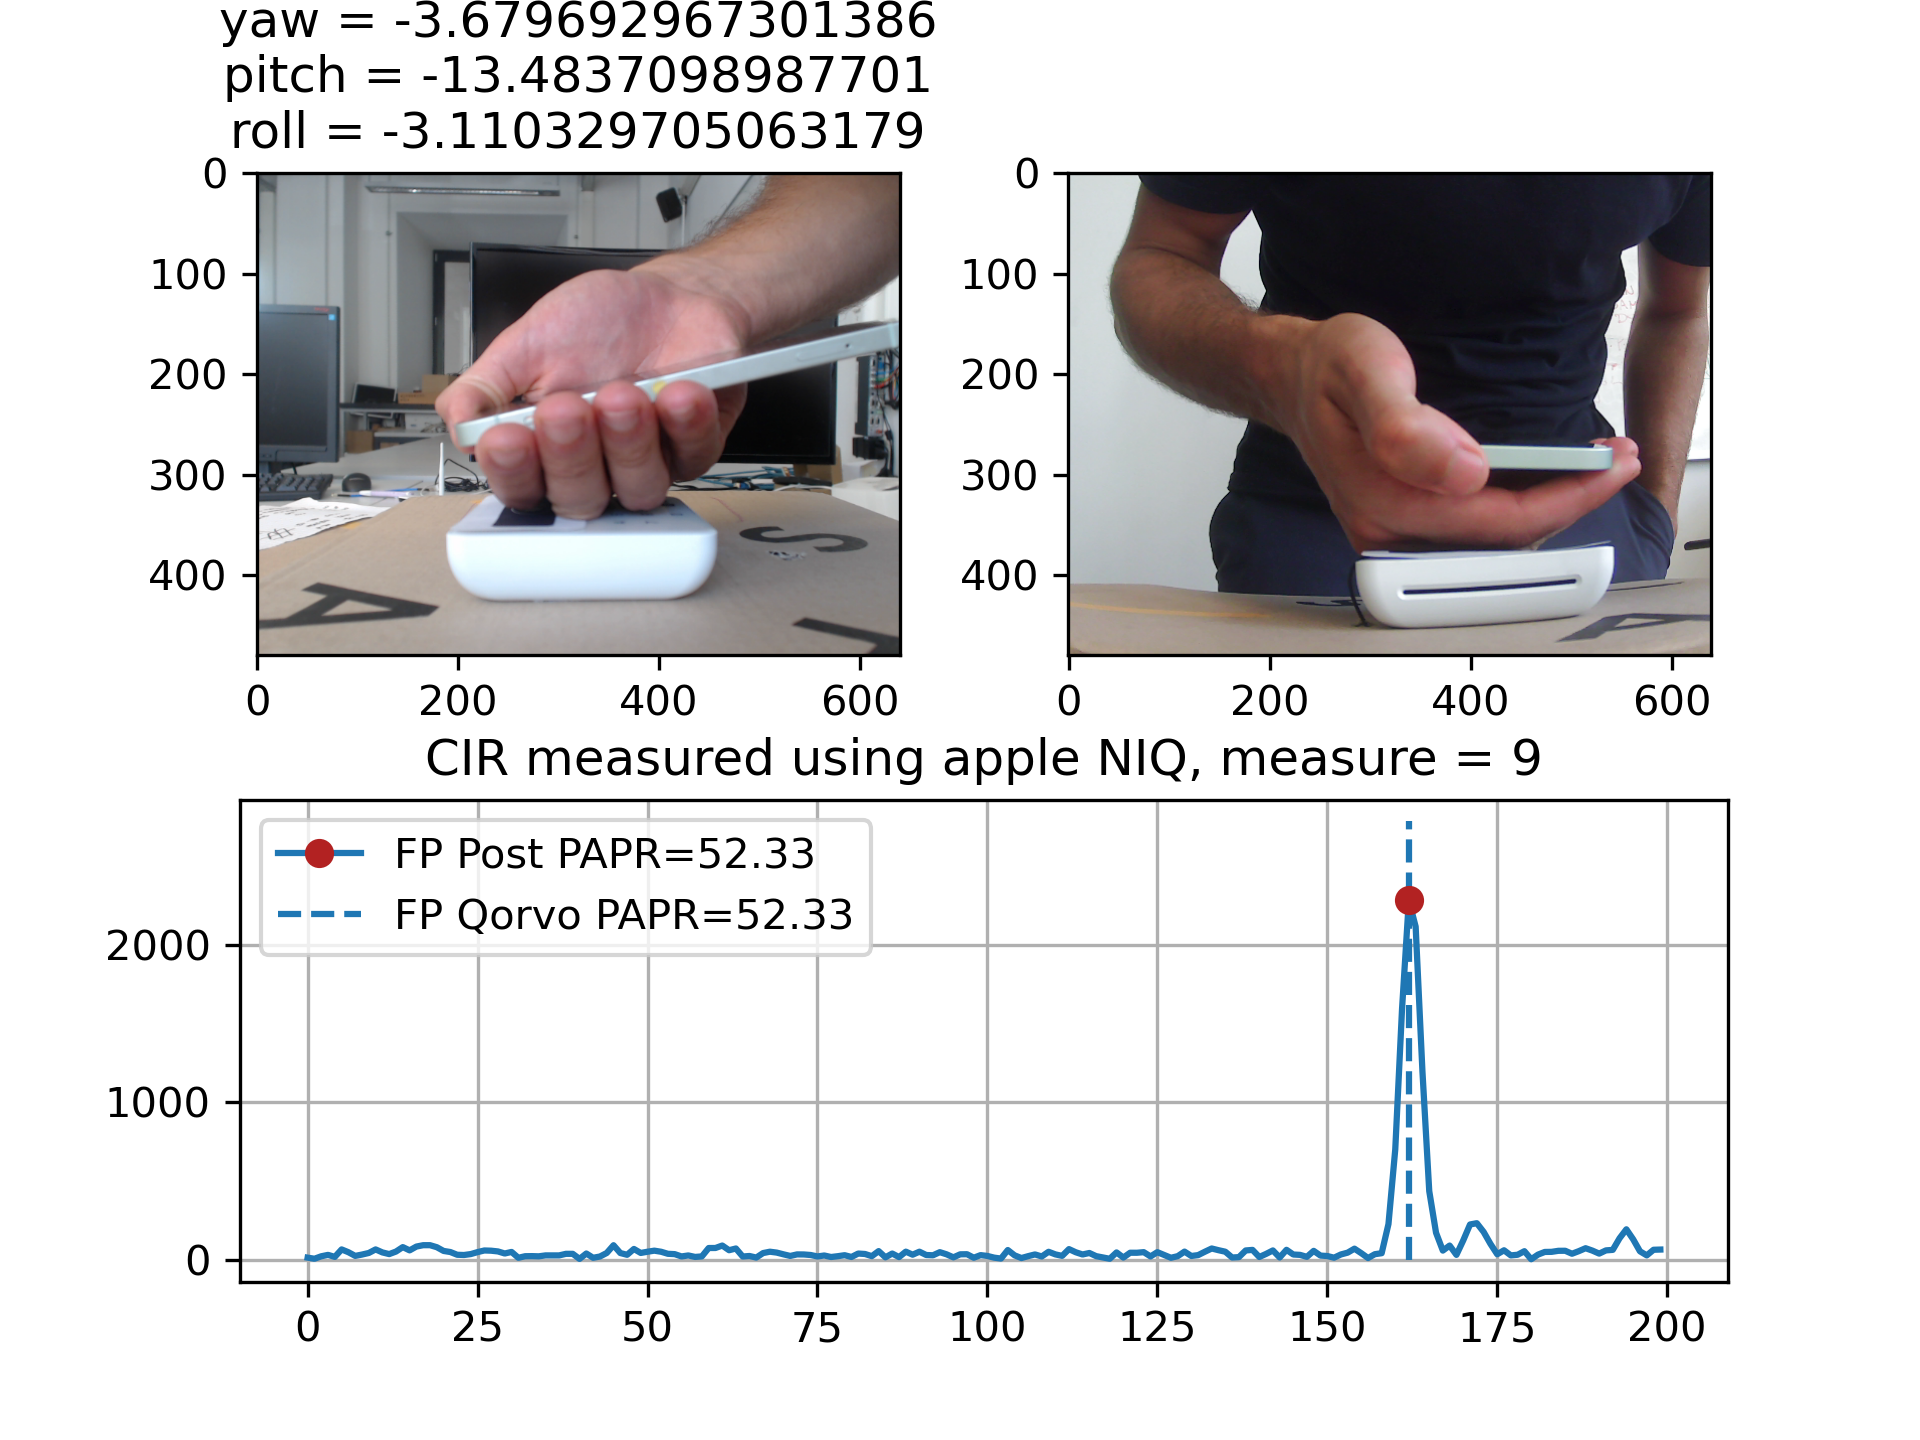 yaw = -3.679692967301386
pitch = -13.4837098987701
roll = -3.110329705063179
0
100
200
300
400
0 200 400 600
S
A
0
100
200
300
400
0 200 400 600
A
CIR measured using apple NIQ, measure = 9
FP Post PAPR=52.33
FP Qorvo PAPR=52.33
2000
1000
0
0 25 50 75 100 125 150 175 200